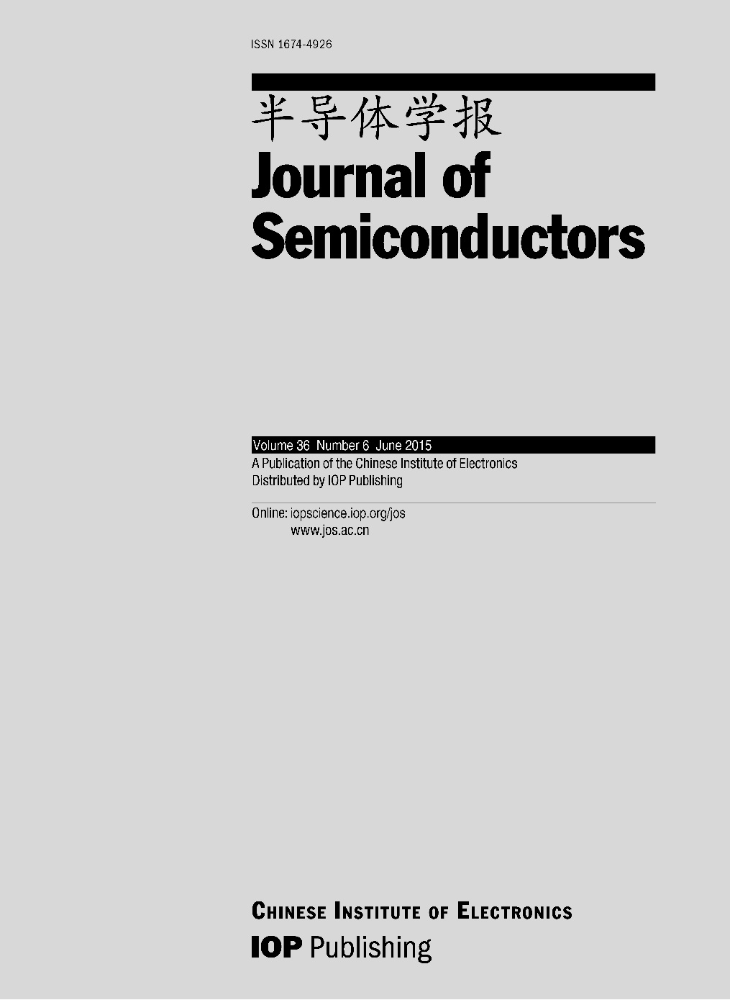 ISSN 1674-4926
半导体学报
Journal of
Semiconductors
Volume 36 Number 6 June 2015
A Publication of the Chinese Institute of Electronics
Distributed by IOP Publishing
Online: iopscience.iop.org/jos
www.jos.ac.cn
CHINESE INSTITUTE OF ELECTRONICS
IOP Publishing